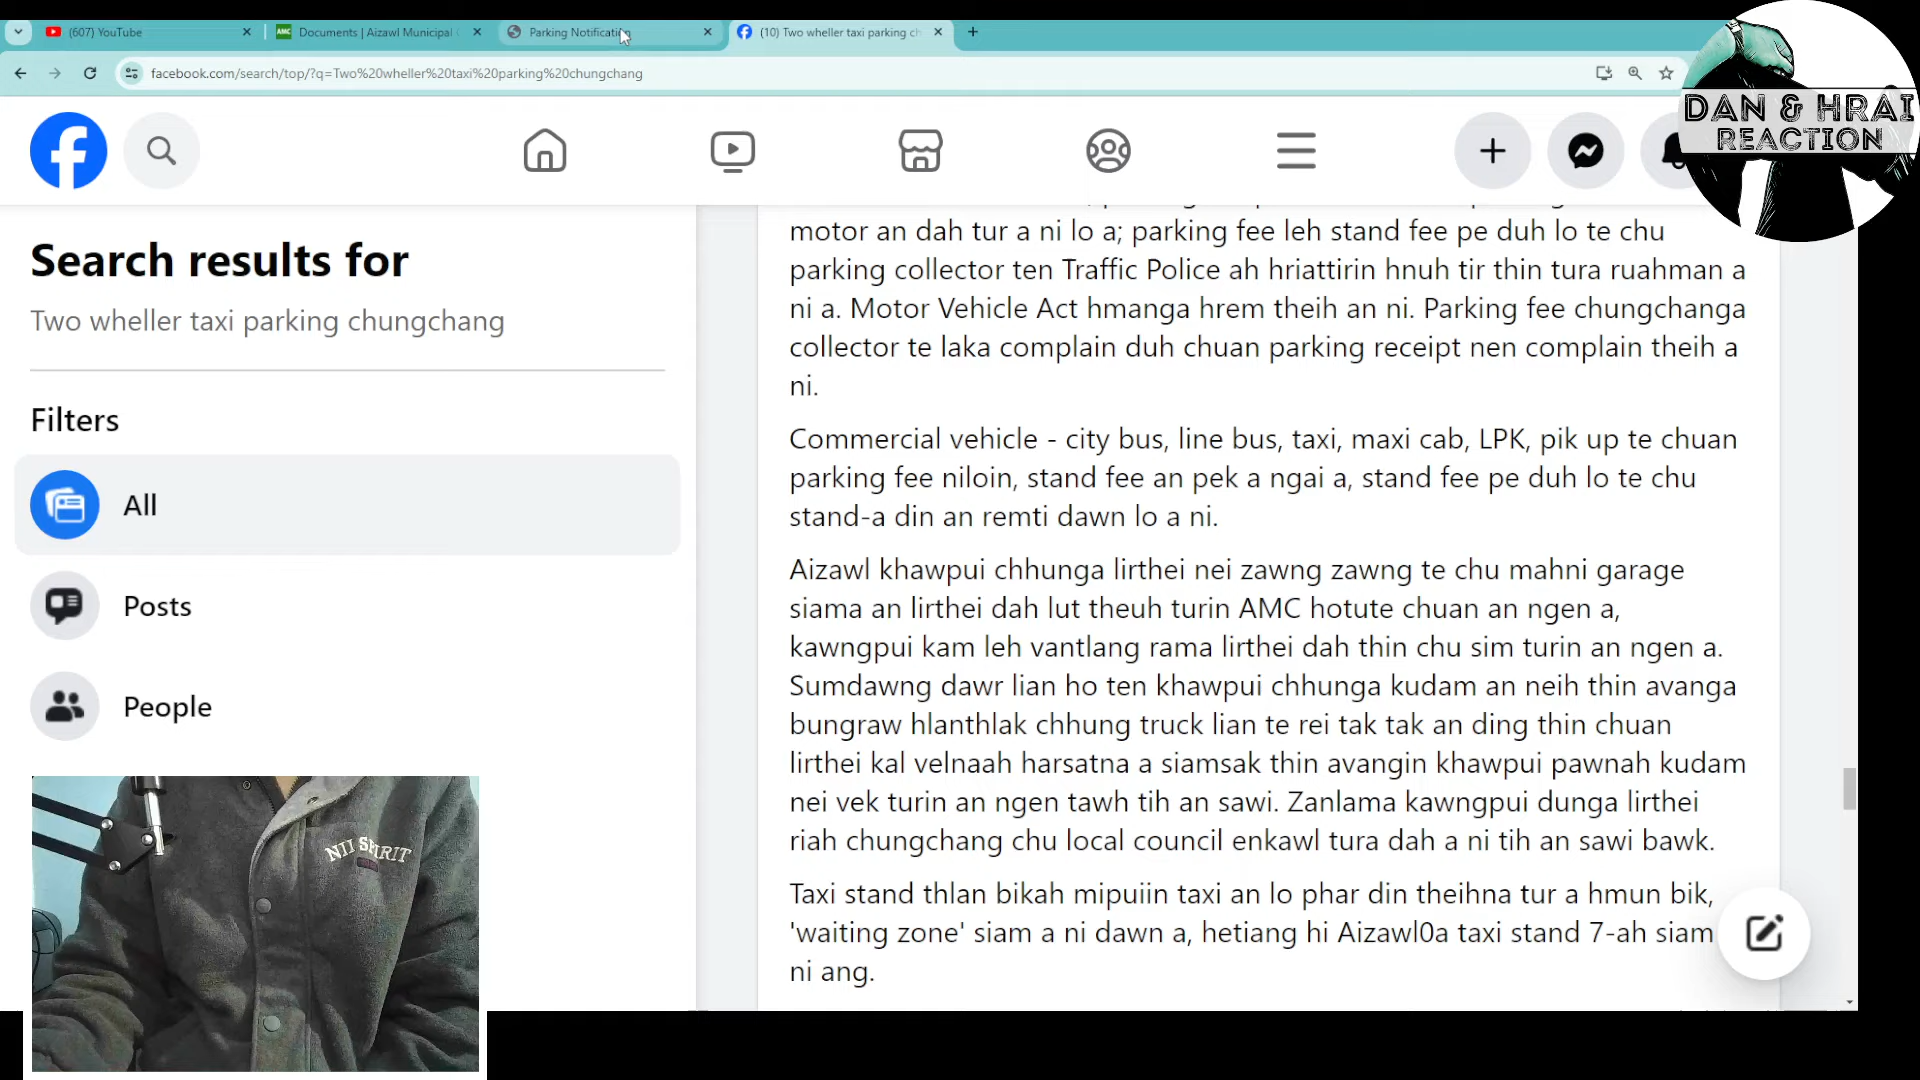 (607) YouTube
Documents | Aizawl Municipal
Parking Notification
(10) Two wheller taxi parking ch
facebook.com/search/top/?q=Two%20wheller%20taxi%20parking%20chungchang
DAN & HRAI
REACTION
Search results for
Two wheller taxi parking chungchang
Filters
All
Posts
People
motor an dah tur a ni lo a; parking fee leh stand fee pe duh lo te chu
parking collector ten Traffic Police ah hriattirin hnuh tir thin tura ruahman a
ni a. Motor Vehicle Act hmanga hrem theih an ni. Parking fee chungchanga
collector te laka complain duh chuan parking receipt nen complain theih a
ni.
Commercial vehicle - city bus, line bus, taxi, maxi cab, LPK, pik up te chuan
parking fee niloin, stand fee an pek a ngai a, stand fee pe duh lo te chu
stand-a din an remti dawn lo a ni.
Aizawl khawpui chhunga lirthei nei zawng zawng te chu mahni garage
siama an lirthei dah lut theuh turin AMC hotute chuan an ngen a,
kawngpui kam leh vantlang rama lirthei dah thin chu sim turin an ngen a.
Sumdawng dawr lian ho ten khawpui chhunga kudam an neih thin avanga
bungraw hlanthlak chhung truck lian te rei tak tak an ding thin chuan
lirthei kal velnaah harsatna a siamsak thin avangin khawpui pawnah kudam
nei vek turin an ngen tawh tih an sawi. Zanlama kawngpui dunga lirthei
riah chungchang chu local council enkawl tura dah a ni tih an sawi bawk.
Taxi stand thlan bikah mipuiin taxi an lo phar din theihna tur a hmun bik,
'waiting zone' siam a ni dawn a, hetiang hi Aizawl0a taxi stand 7-ah siam
ni ang.
NII SPIRIT